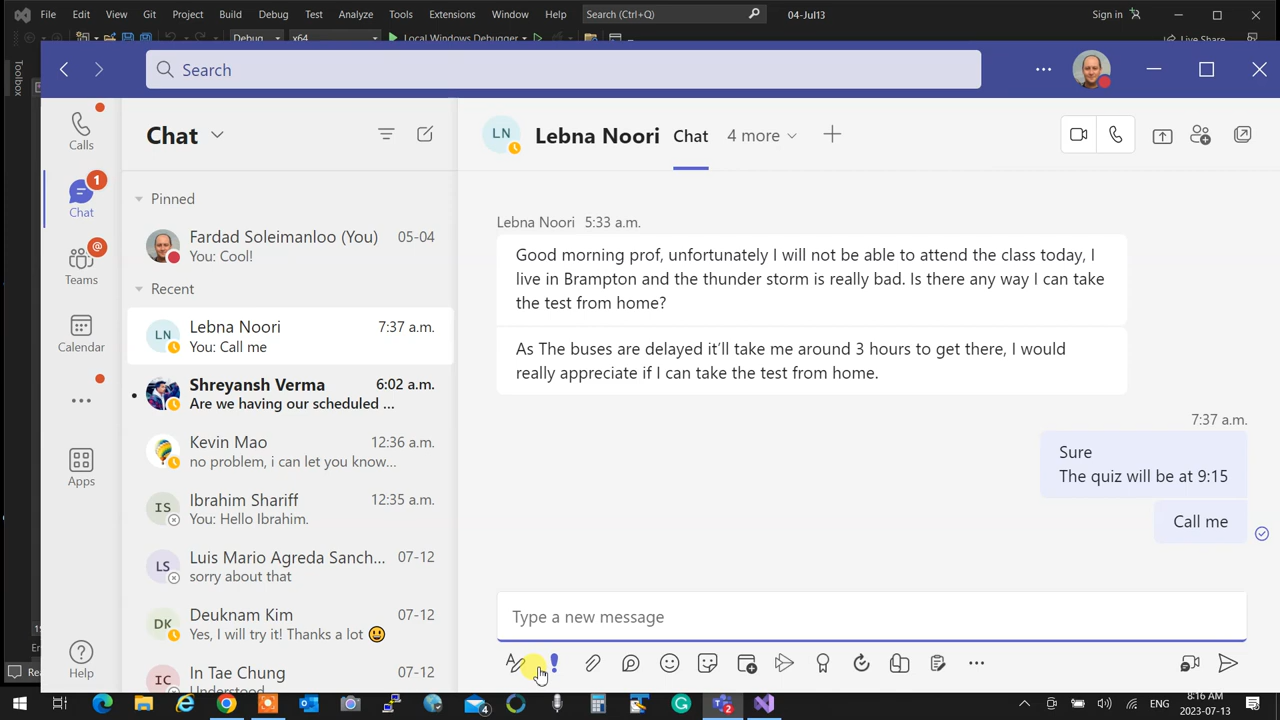 File Edit View Git Project Build Debug Test Analyze Tools Extensions Window Help Search (Ctrl+Q) 04-Jul13 Sign in
Debug x64 Local Windows Debugger Live Share
Toolbox
Search
Calls
Chat
1
Teams
Calendar
Apps
Help
Chat
Pinned
Fardad Soleimanloo (You) 05-04
You: Cool!
Recent
LN
Lebna Noori 7:37 a.m.
You: Call me
Shreyansh Verma 6:02 a.m.
Are we having our scheduled ...
Kevin Mao 12:36 a.m.
no problem, i can let you know...
IS
Ibrahim Shariff 12:35 a.m.
You: Hello Ibrahim.
LS
Luis Mario Agreda Sanch... 07-12
sorry about that
DK
Deuknam Kim 07-12
Yes, I will try it! Thanks a lot
IC
In Tae Chung 07-12
Understood
LN Lebna Noori Chat 4 more
Lebna Noori 5:33 a.m.
Good morning prof, unfortunately I will not be able to attend the class today, I
live in Brampton and the thunder storm is really bad. Is there any way I can take
the test from home?
As The buses are delayed it’ll take me around 3 hours to get there, I would
really appreciate if I can take the test from home.
7:37 a.m.
Sure
The quiz will be at 9:15
Call me
Type a new message
ENG
8:16 AM
2023-07-13